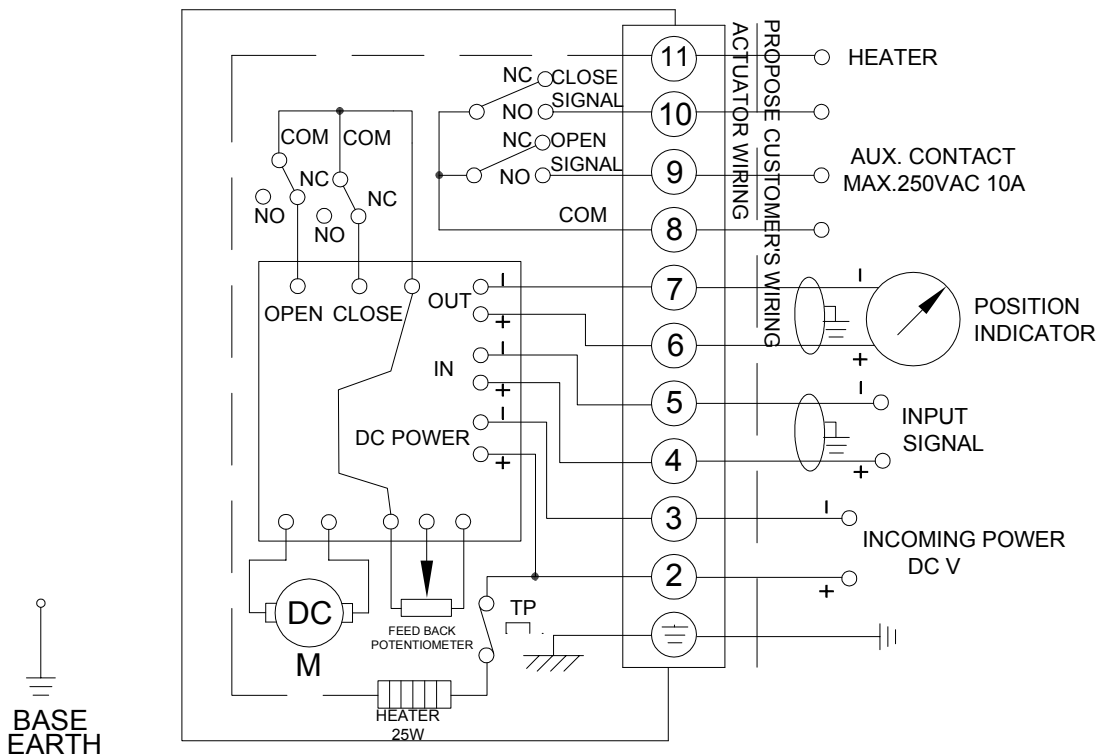 11
HEATER
NC
CLOSE
SIGNAL
NO
10
COM
COM
NC
OPEN
SIGNAL
NO
9
AUX. CONTACT
MAX.250VAC 10A
NC
NC
NO
NO
COM
8
PROPOSE CUSTOMER'S WIRING
ACTUATOR WIRING
OPEN
CLOSE
OUT
-
+
7
6
-
+
POSITION
INDICATOR
IN
-
+
5
4
-
+
INPUT
SIGNAL
DC POWER
-
+
3
2
-
+
INCOMING POWER
DC V
DC
M
FEED BACK
POTENTIOMETER
TP
HEATER
25W
BASE
EARTH